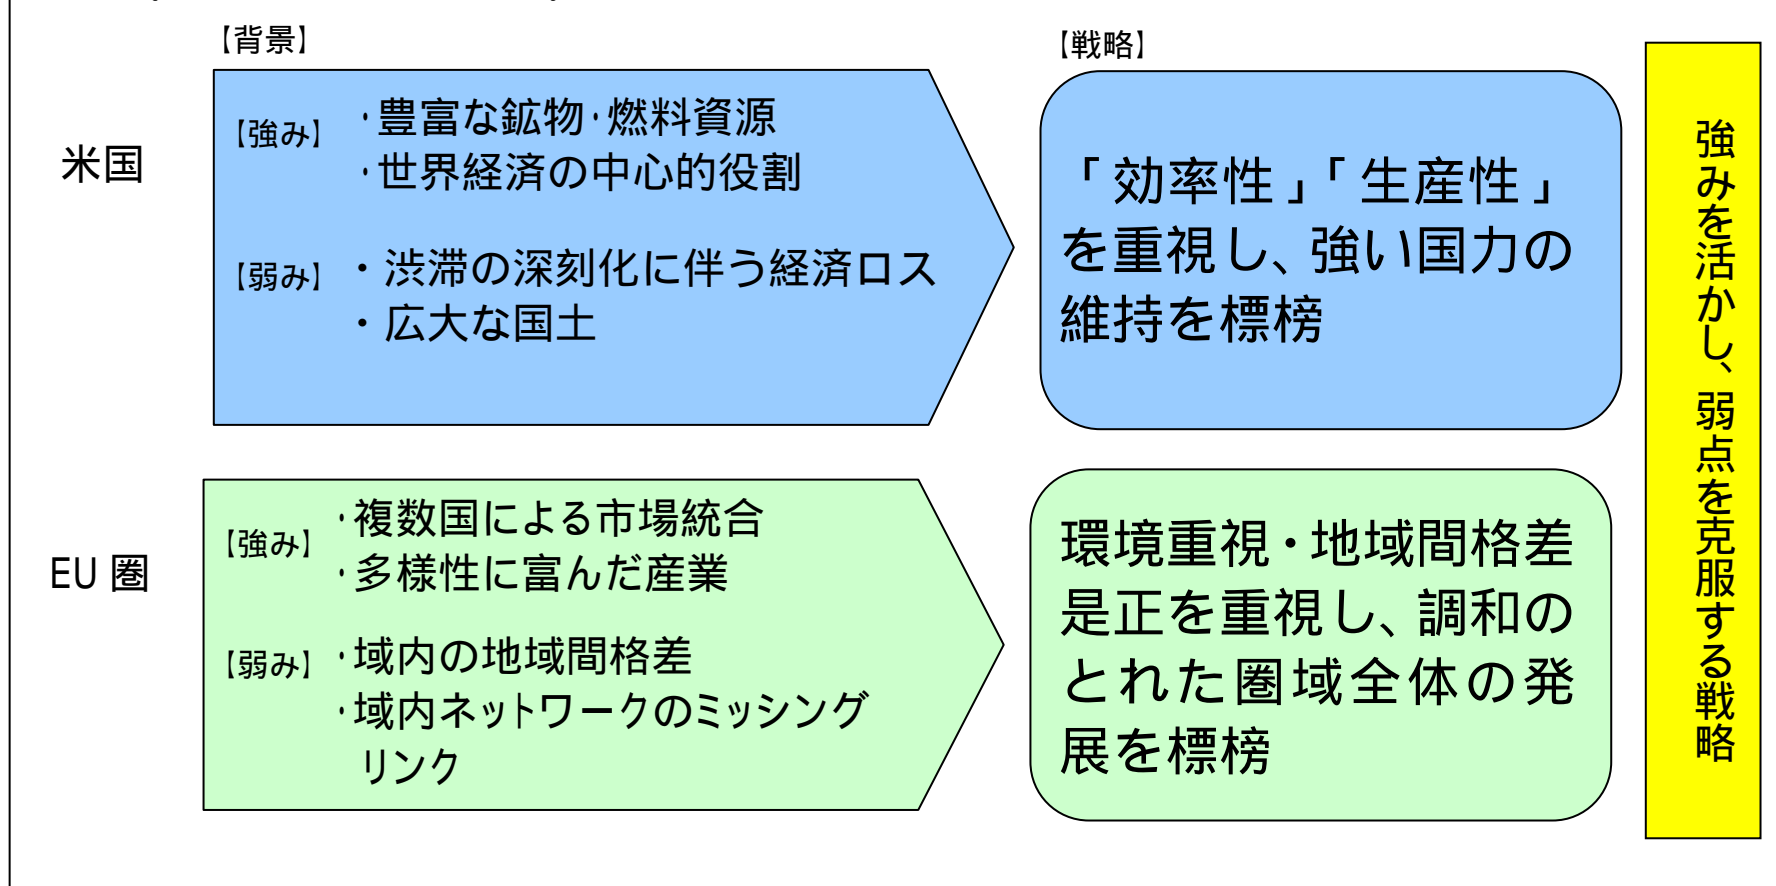 【背景】
【戦略】
米国
【強み】
・豊富な鉱物・燃料資源
・世界経済の中心的役割
【弱み】
・渋滞の深刻化に伴う経済ロス
・広大な国土
「効率性」「生産性」
を重視し、強い国力の
維持を標榜
EU圏
【強み】
・複数国による市場統合
・多様性に富んだ産業
【弱み】
・域内の地域間格差
・域内ネットワークのミッシング
リンク
環境重視・地域間格差
是正を重視し、調和の
とれた圏域全体の発
展を標榜
強みを活かし、弱点を克服する戦略